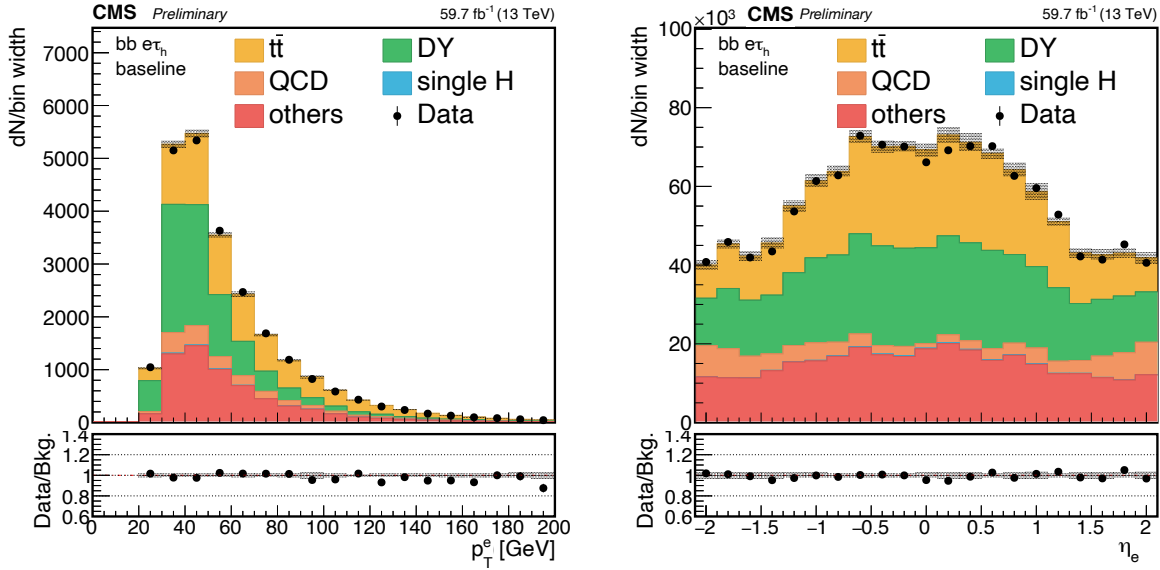 CMS Preliminary 59.7 fb⁻¹ (13 TeV)
dN/bin width
7000
6000
5000
4000
3000
2000
1000
0
bb eτh
baseline
tt̄
DY
QCD
single H
others
Data
Data/Bkg.
1.4
1.2
1
0.8
0.6
0 20 40 60 80 100 120 140 160 180 200
p_T^e [GeV]
×10³ CMS Preliminary 59.7 fb⁻¹ (13 TeV)
dN/bin width
100
80
60
40
20
0
bb eτh
baseline
tt̄
DY
QCD
single H
others
Data
Data/Bkg.
1.4
1.2
1
0.8
0.6
−2 −1.5 −1 −0.5 0 0.5 1 1.5 2
η_e